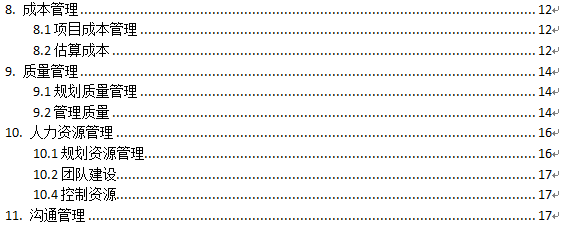 8. 成本管理 12
8.1 项目成本管理 12
8.2 估算成本 12
9. 质量管理 14
9.1 规划质量管理 14
9.2 管理质量 14
10. 人力资源管理 16
10.1 规划资源管理 16
10.2 团队建设 17
10.4 控制资源 17
11. 沟通管理 17